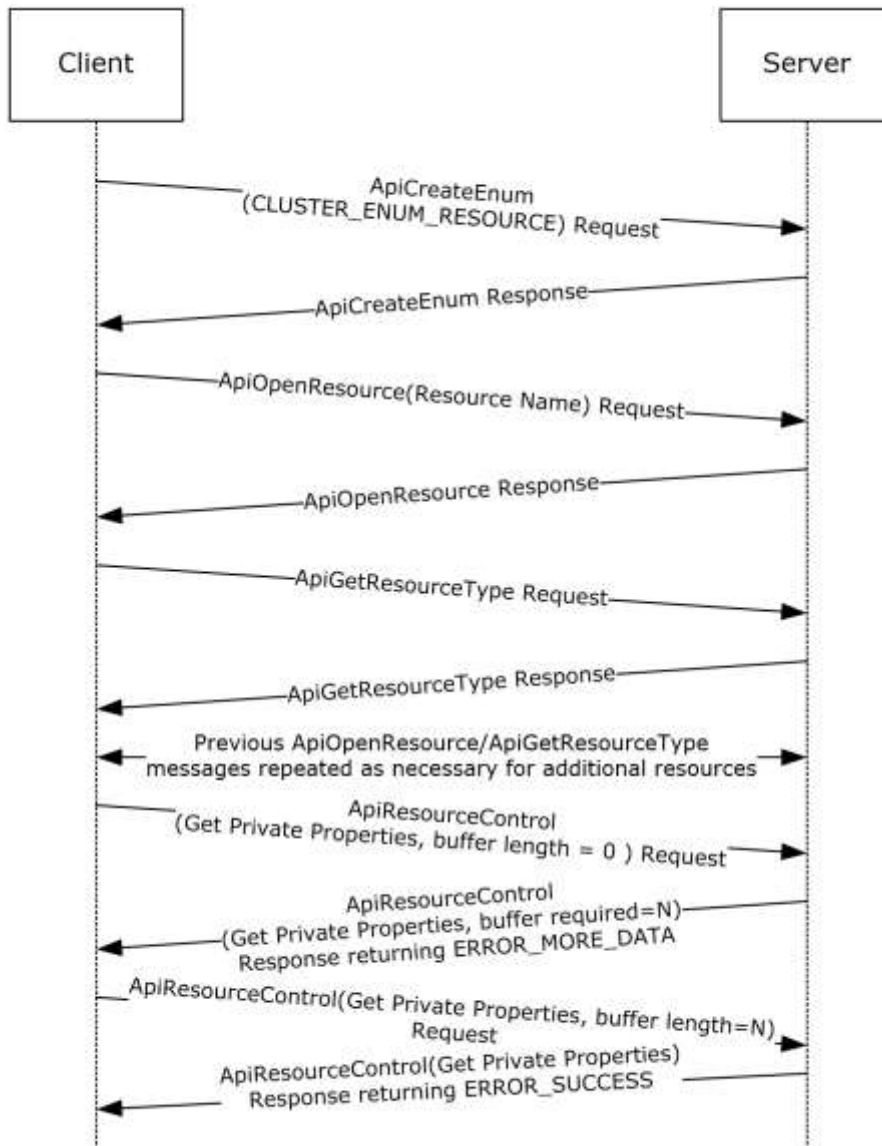 Client
Server
ApiCreateEnum
(CLUSTER_ENUM_RESOURCE) Request
ApiCreateEnum Response
ApiOpenResource(Resource Name) Request
ApiOpenResource Response
ApiGetResourceType Request
ApiGetResourceType Response
Previous ApiOpenResource/ApiGetResourceType
messages repeated as necessary for additional resources
ApiResourceControl
(Get Private Properties, buffer length = 0 ) Request
ApiResourceControl
(Get Private Properties, buffer required=N)
Response returning ERROR_MORE_DATA
ApiResourceControl(Get Private Properties, buffer length=N)
Request
ApiResourceControl(Get Private Properties)
Response returning ERROR_SUCCESS